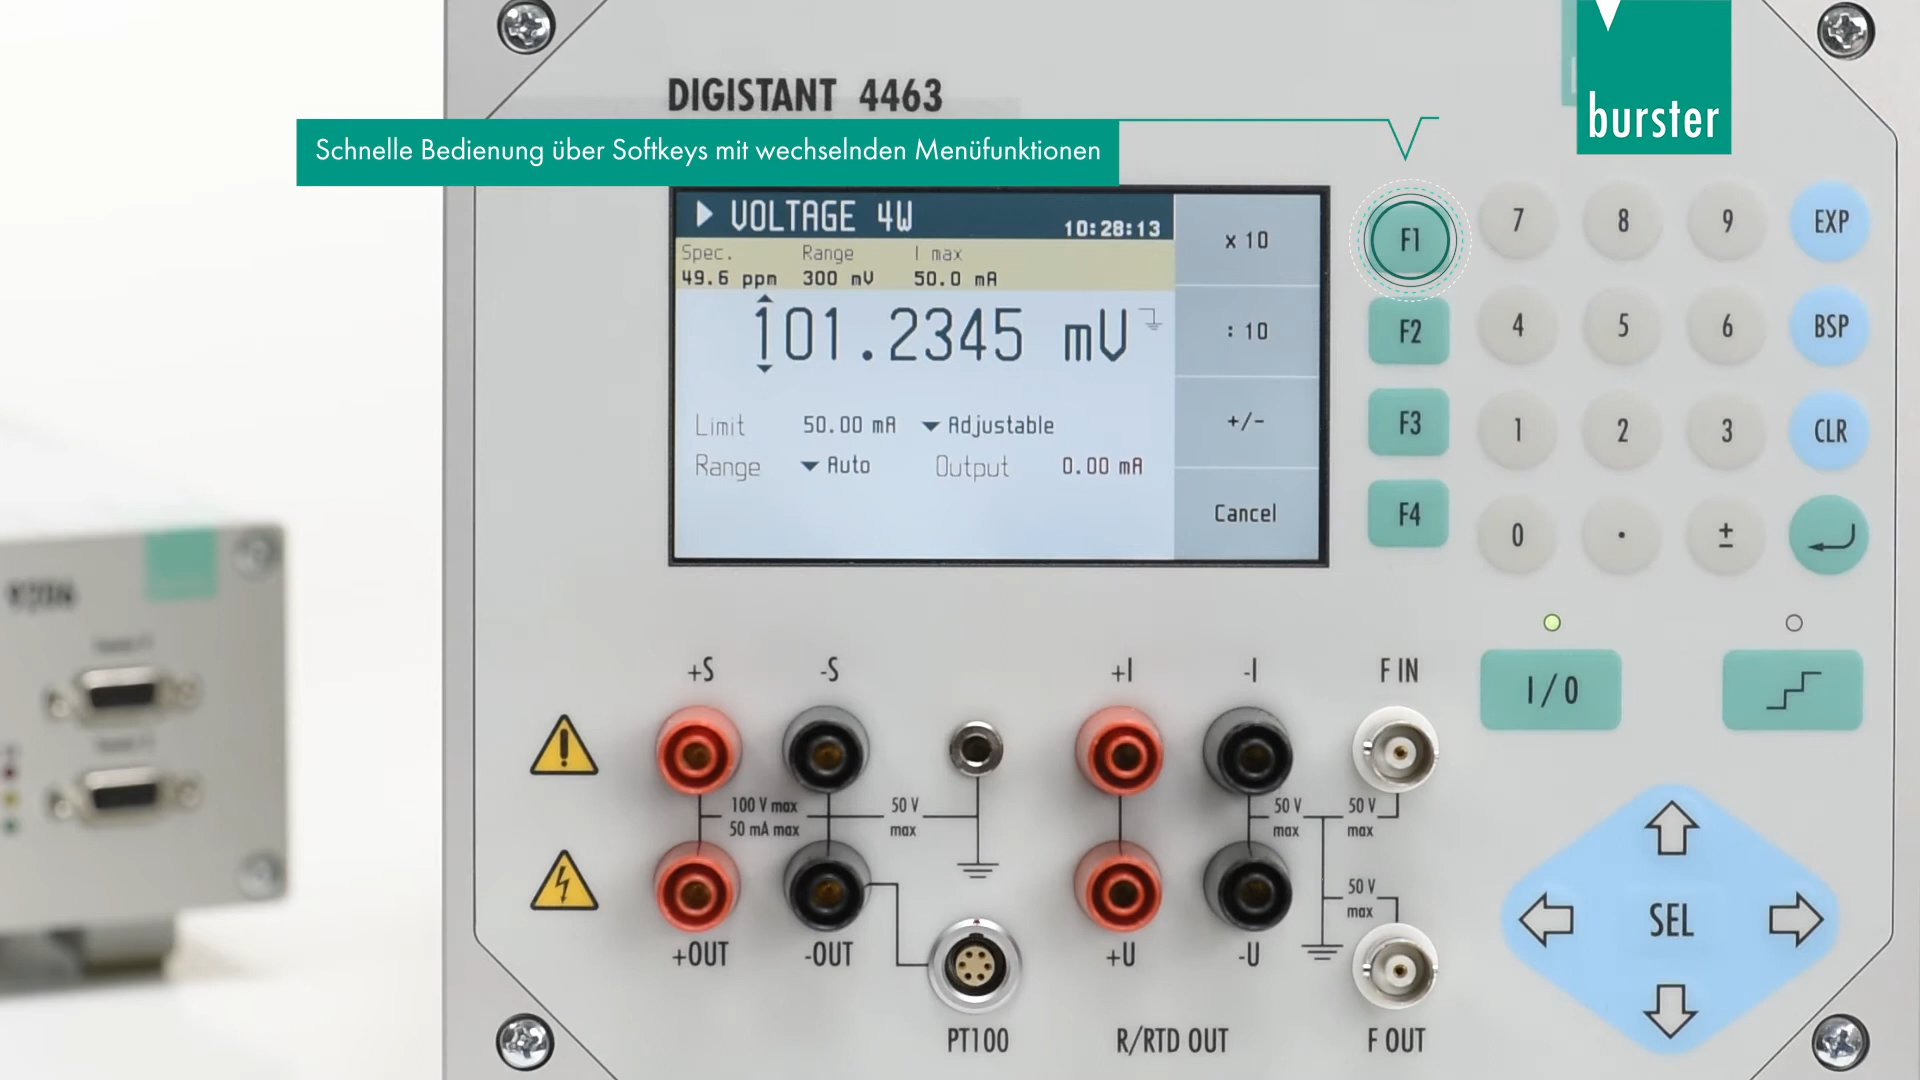 DIGISTANT 4463
burster
Schnelle Bedienung über Softkeys mit wechselnden Menüfunktionen
VOLTAGE 4W
10:28:13
Spec. Range I max
49.6 ppm 300 mV 50.0 mA
101.2345 mV
Limit 50.00 mA Adjustable
Range Auto Output 0.00 mA
x 10
: 10
+/-
Cancel
F1
F2
F3
F4
7 8 9 EXP
4 5 6 BSP
1 2 3 CLR
0 . ±
I/0
+S -S +I -I F IN
100 V max
50 mA max
50 V
max
50 V
max
50 V
max
50 V
max
+OUT -OUT +U -U
PT100 R/RTD OUT F OUT
SEL
9206